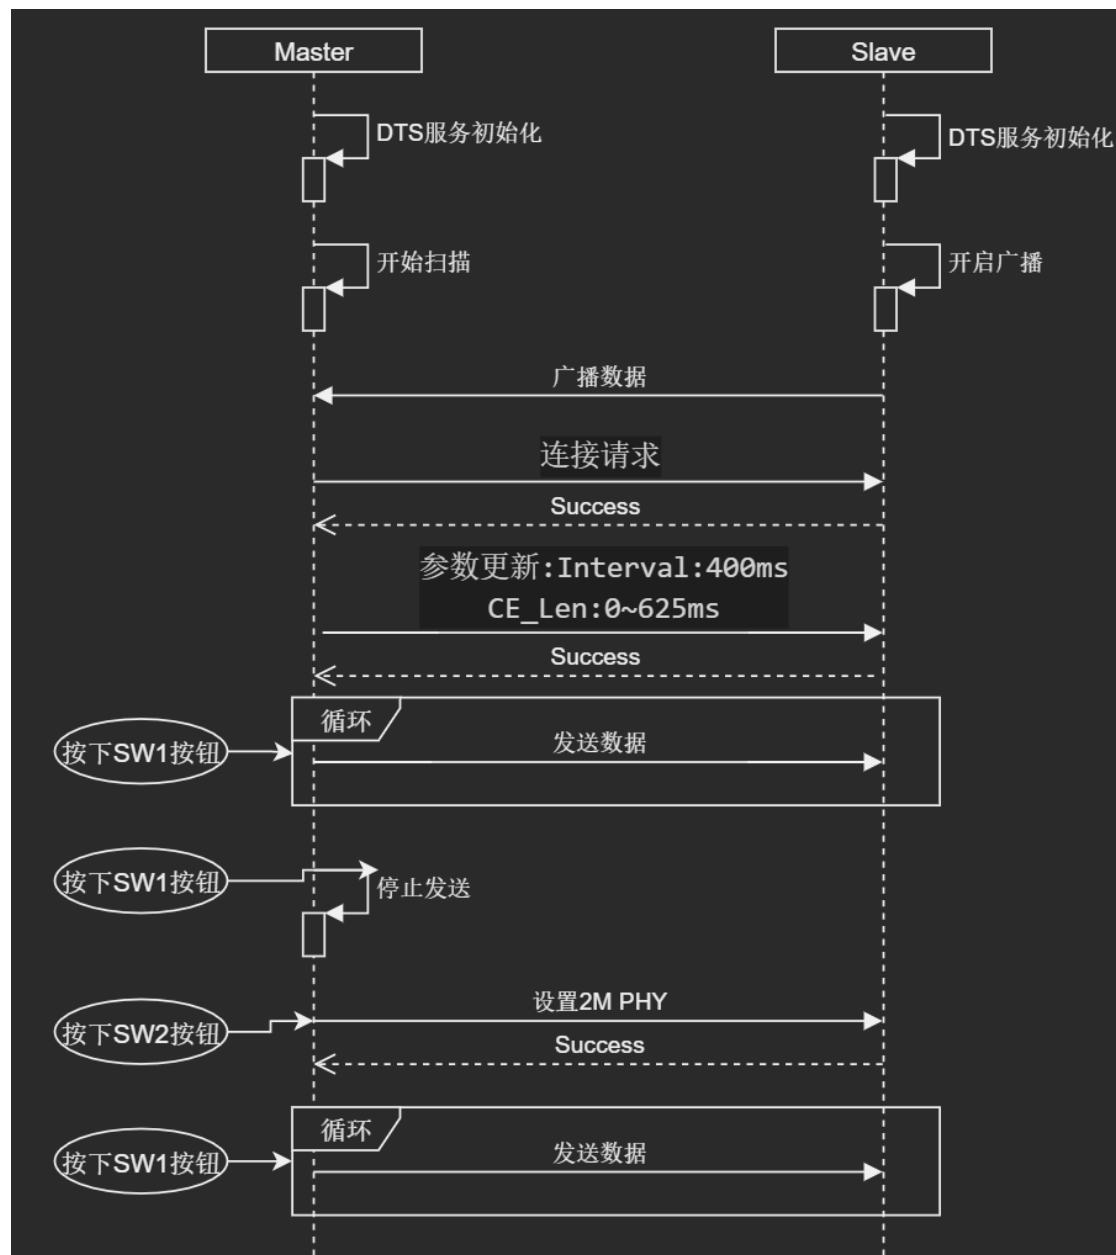 Master
Slave
DTS服务初始化
DTS服务初始化
开始扫描
开启广播
广播数据
连接请求
Success
参数更新:Interval:400ms
CE_Len:0~625ms
Success
循环
按下SW1按钮
发送数据
按下SW1按钮
停止发送
设置2M PHY
按下SW2按钮
Success
循环
按下SW1按钮
发送数据